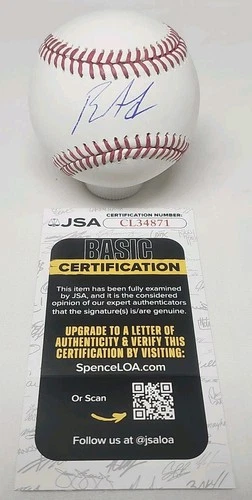 JSA
CERTIFICATION NUMBER:
CL34871
BASIC
CERTIFICATION
This item has been fully examined
by JSA, and it is the considered
opinion of our expert authenticators
that the signature(s) is/are genuine.
UPGRADE TO A LETTER OF
AUTHENTICITY & VERIFY THIS
CERTIFICATION BY VISITING:
SpenceLOA.com
Or Scan
Follow us at @jsaloa